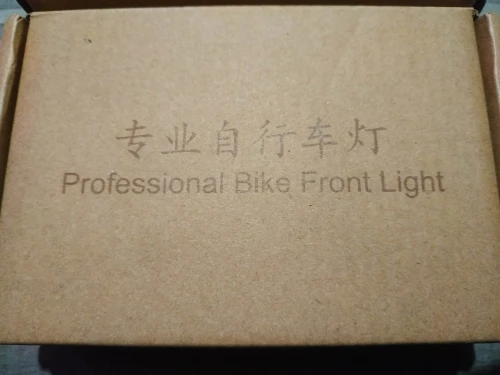 专业自行车灯
Professional Bike Front Light